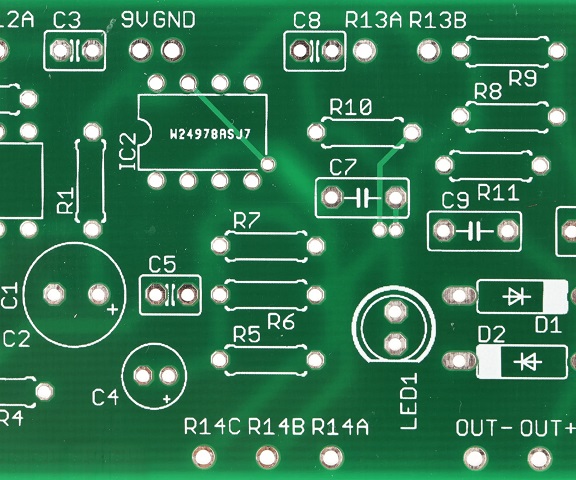 12A C3 9V GND C8 R13A R13B
R9
R8
R10
W24978ASJ7
IC2
C7
R11
R1
C9
R7
C5
C1
R6
D1
C2
R5
D2
C4
LED1
R4
R14C R14B R14A OUT- OUT+